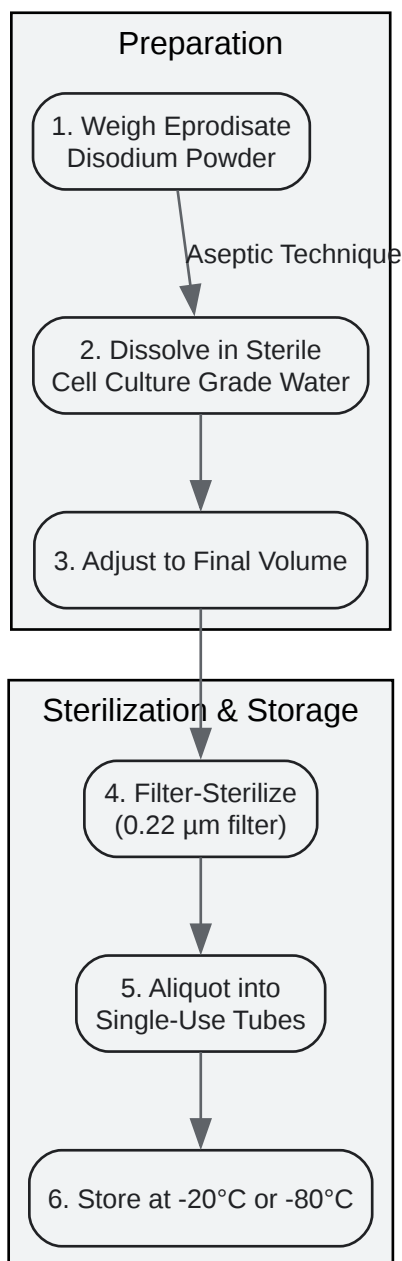 Preparation
1. Weigh Eprodisate
Disodium Powder
Aseptic Technique
2. Dissolve in Sterile
Cell Culture Grade Water
3. Adjust to Final Volume
Sterilization & Storage
4. Filter-Sterilize
(0.22 µm filter)
5. Aliquot into
Single-Use Tubes
6. Store at -20°C or -80°C